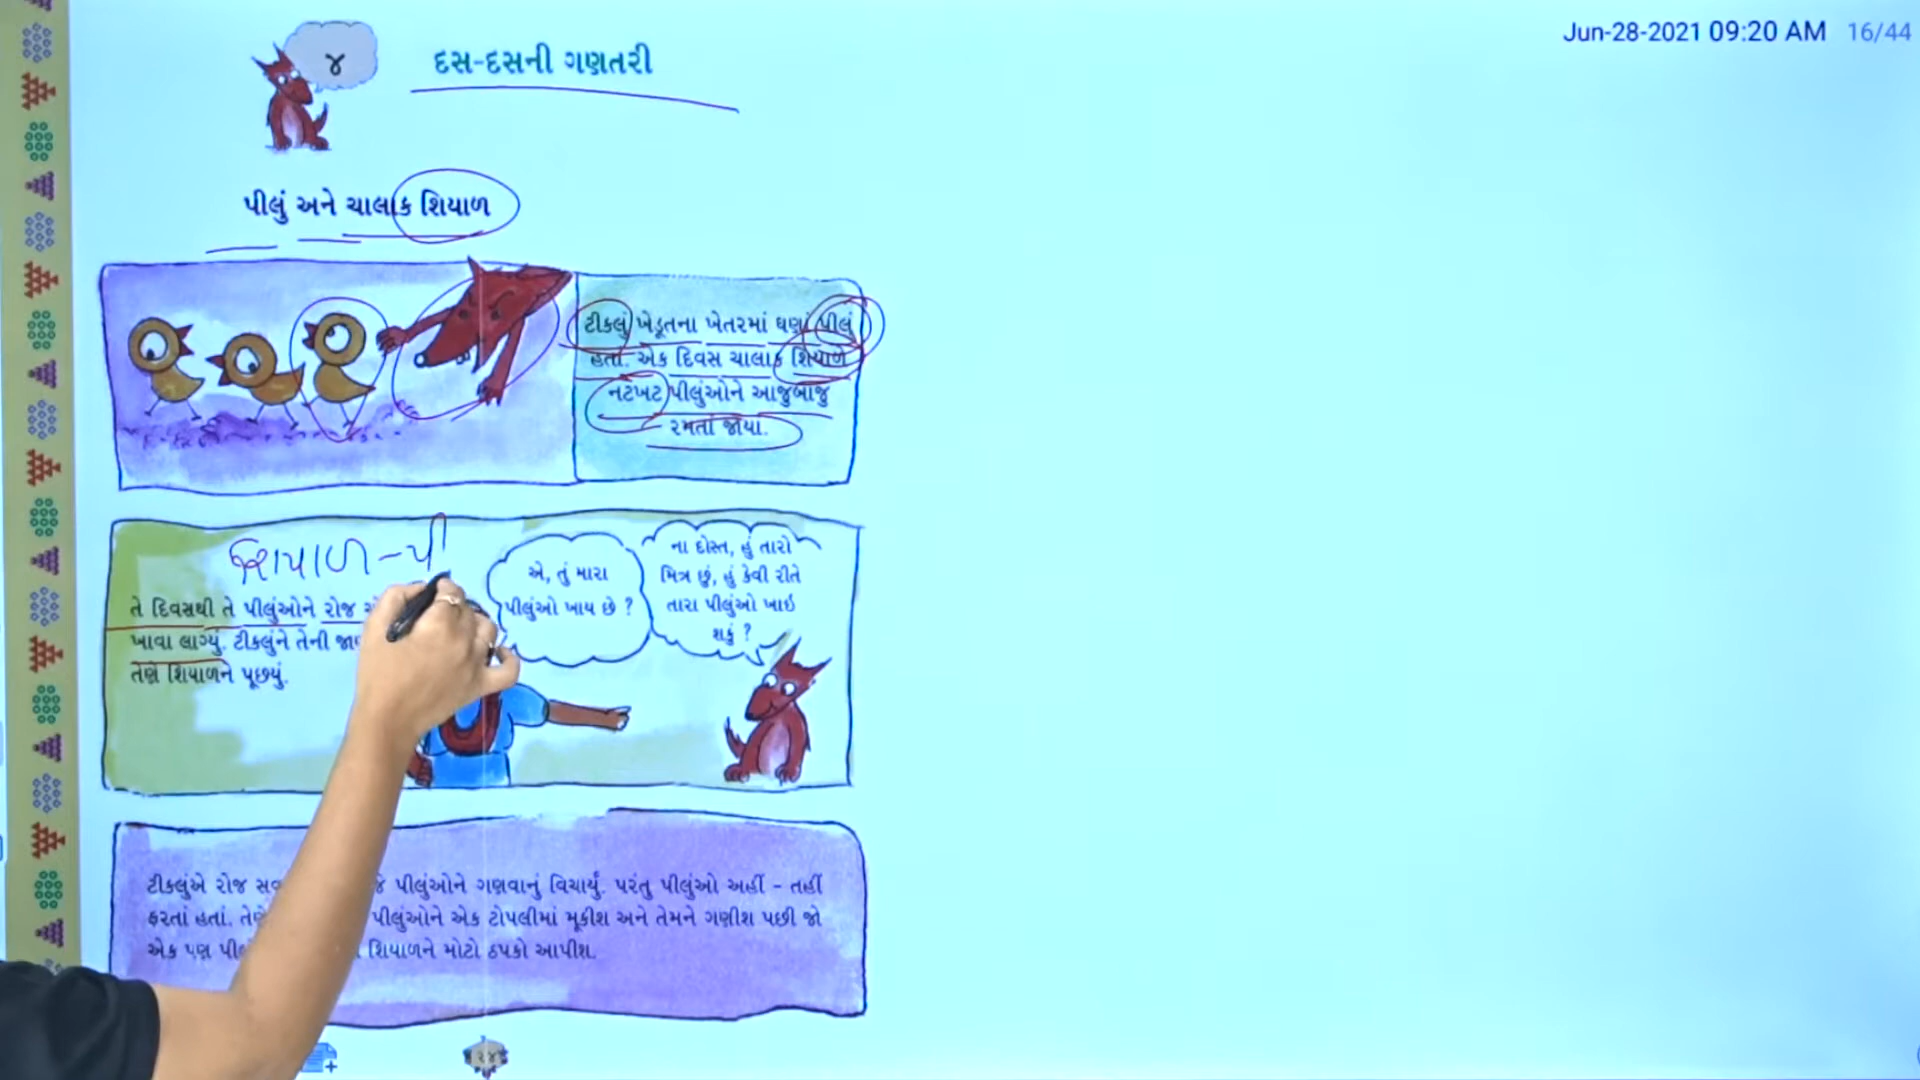 Jun-28-2021 09:20 AM 16/44
૪
દસ-દસની ગણતરી
પીલું અને ચાલાક શિયાળ
ટીકલું ખેડૂતના ખેતરમાં ઘણાં પીલું
હતાં. એક દિવસ ચાલાક શિયાળે
નટખટ પીલુંઓને આજુબાજુ
રમતાં જોયા.
શિયાળ - પી
તે દિવસથી તે પીલુંઓને રોજ
ખાવા લાગ્યું. ટીકલુંને તેની
તેણે શિયાળને પૂછયું.
એ, તું મારા
પીલુંઓ ખાય છે ?
ના દોસ્ત, હું તારો
મિત્ર છું, હું કેવી રીતે
તારા પીલુંઓ ખાઇ
શકું ?
ટીકલુંએ રોજ પીલુંઓને ગણવાનું વિચાર્યું. પરંતુ પીલુંઓ અહીં - તહીં
ફરતાં હતાં. પીલુંઓને એક ટોપલીમાં મૂકીશ અને તેમને ગણીશ પછી જો
એક પણ શિયાળને મોટો ઠપકો આપીશ.
૨૪